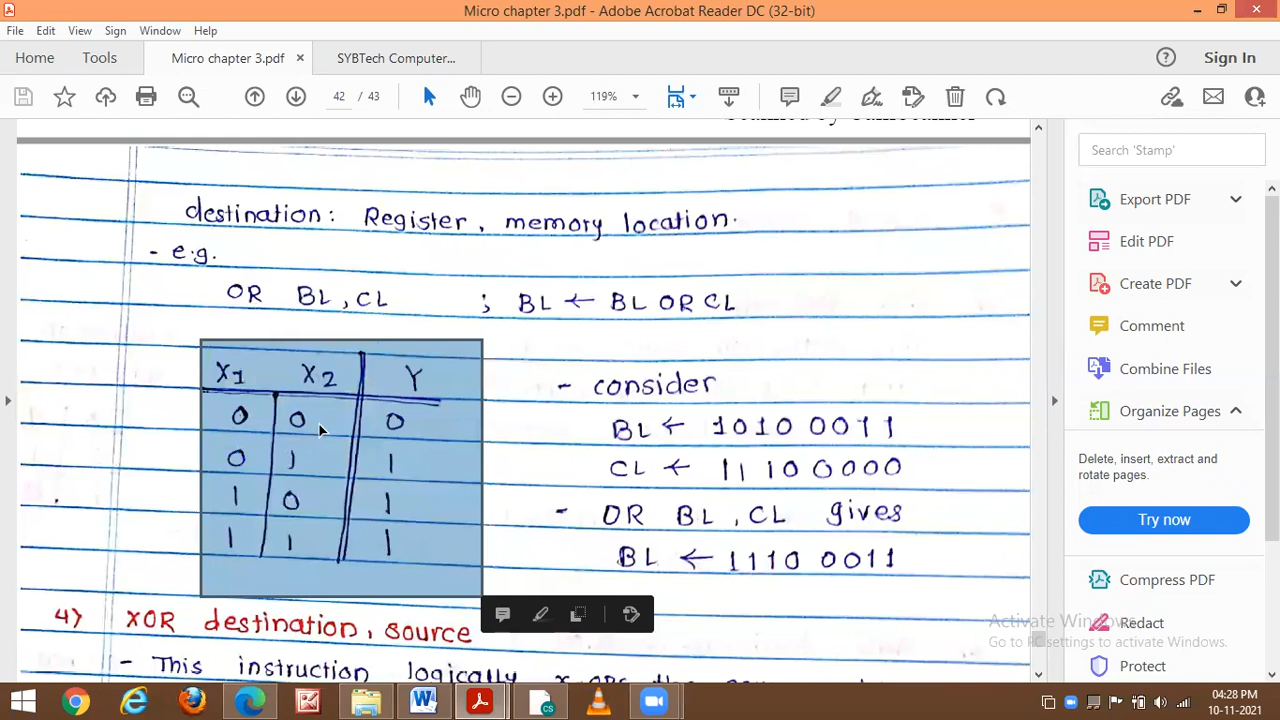 Micro chapter 3.pdf - Adobe Acrobat Reader DC (32-bit)
File Edit View Sign Window Help
Home Tools Micro chapter 3.pdf × SYBTech Computer... Sign In
42 / 43 119%
destination: Register, memory location.
- e.g.
OR BL, CL ; BL ← BL OR CL
X1 X2 Y
0 0 0
0 1 1
1 0 1
1 1 1
- consider
BL ← 1010 0011
CL ← 1110 0000
- OR BL, CL gives
BL ← 1110 0011
4) XOR destination, source
- This instruction logically
Search 'Stamp'
Export PDF
Edit PDF
Create PDF
Comment
Combine Files
Organize Pages
Delete, insert, extract and
rotate pages.
Try now
Compress PDF
Redact
Protect
Activate Windows
Go to PC settings to activate Windows.
04:28 PM
10-11-2021